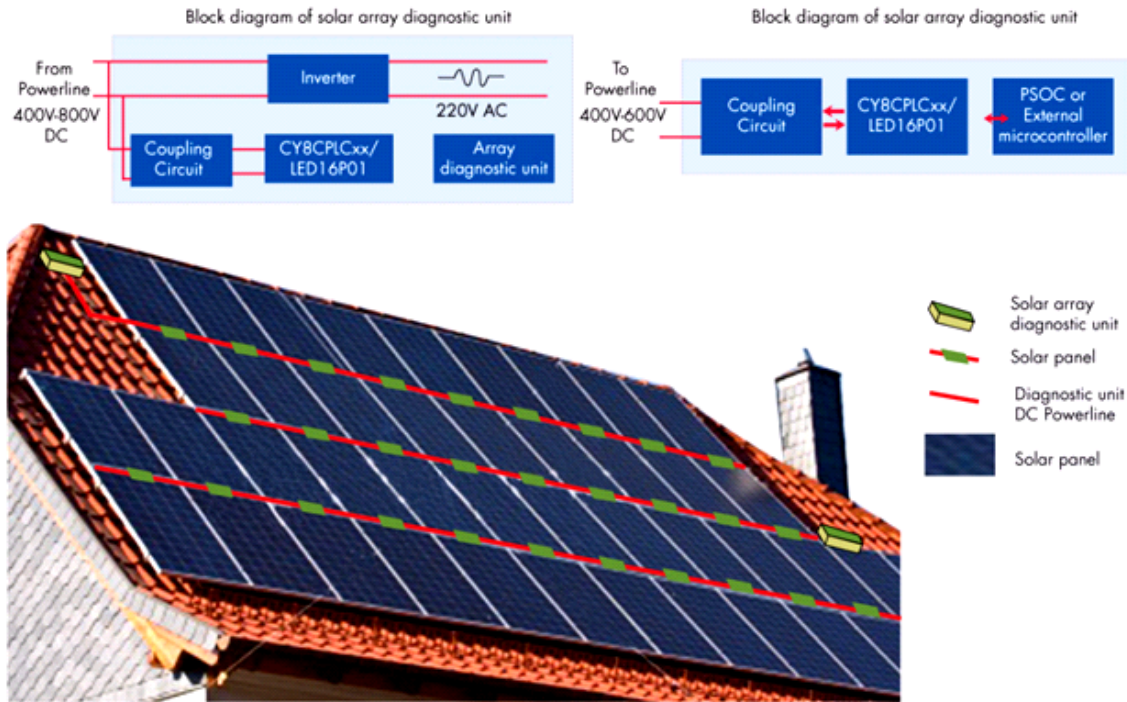 Block diagram of solar array diagnostic unit
From
Powerline
400V-800V
DC
Inverter
220V AC
Coupling
Circuit
CY8CPLCxx/
LED16P01
Array
diagnostic unit
Block diagram of solar array diagnostic unit
To
Powerline
400V-600V
DC
Coupling
Circuit
CY8CPLCxx/
LED16P01
PSOC or
External
microcontroller
Solar array
diagnostic unit
Solar panel
Diagnostic unit
DC Powerline
Solar panel